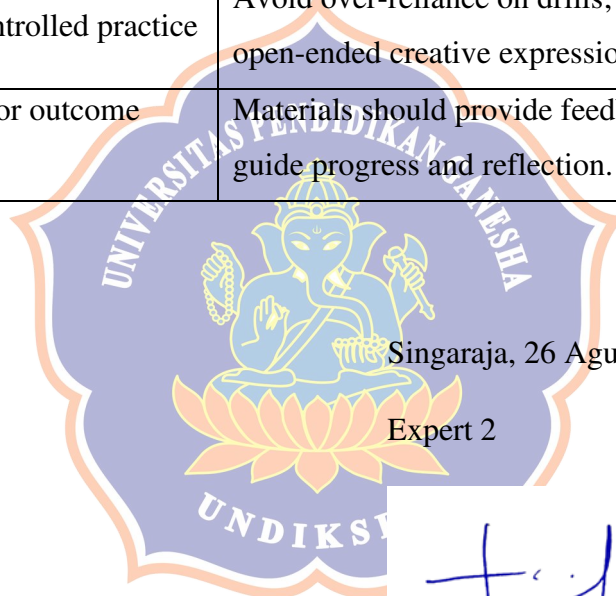 Avoid over-reliance on drills;
ntrolled practice
open-ended creative expressio
or outcome
Materials should provide feed
guide progress and reflection.
UNIVERSITAS PENDIDIKAN GANESHA
Singaraja, 26 Agu
Expert 2
UNDIKS